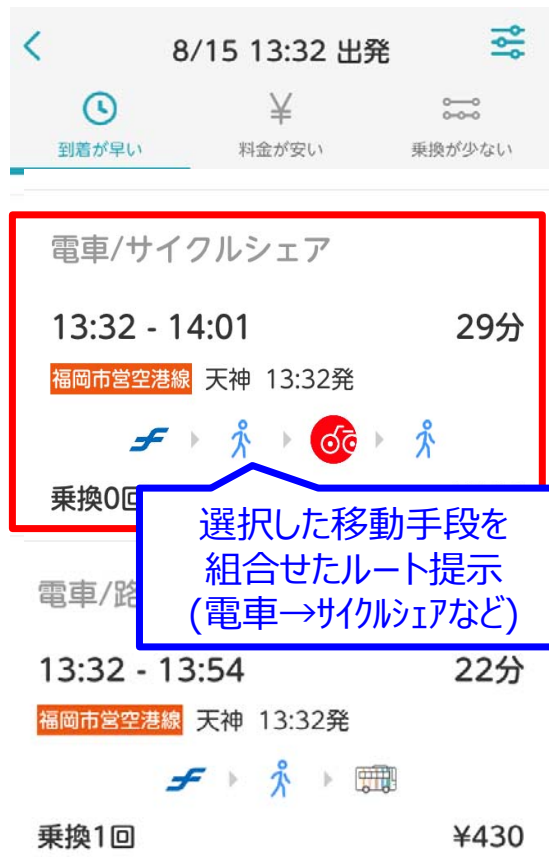 8/15 13:32 出発
到着が早い
料金が安い
乗換が少ない
電車/サイクルシェア
13:32 - 14:01
29分
福岡市営空港線 天神 13:32発
乗換0回
選択した移動手段を
組合せたルート提示
(電車→サイクルシェアなど)
電車/路
13:32 - 13:54
22分
福岡市営空港線 天神 13:32発
乗換1回
¥430